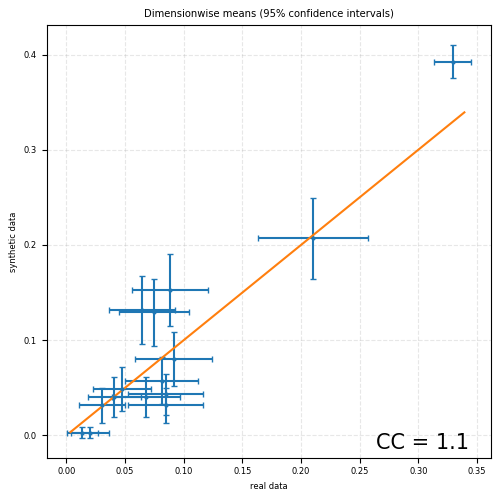 Dimensionwise means (95% confidence intervals)
0.4
0.3
0.2
0.1
0.0
synthetic data
CC = 1.1
0.00 0.05 0.10 0.15 0.20 0.25 0.30 0.35
real data